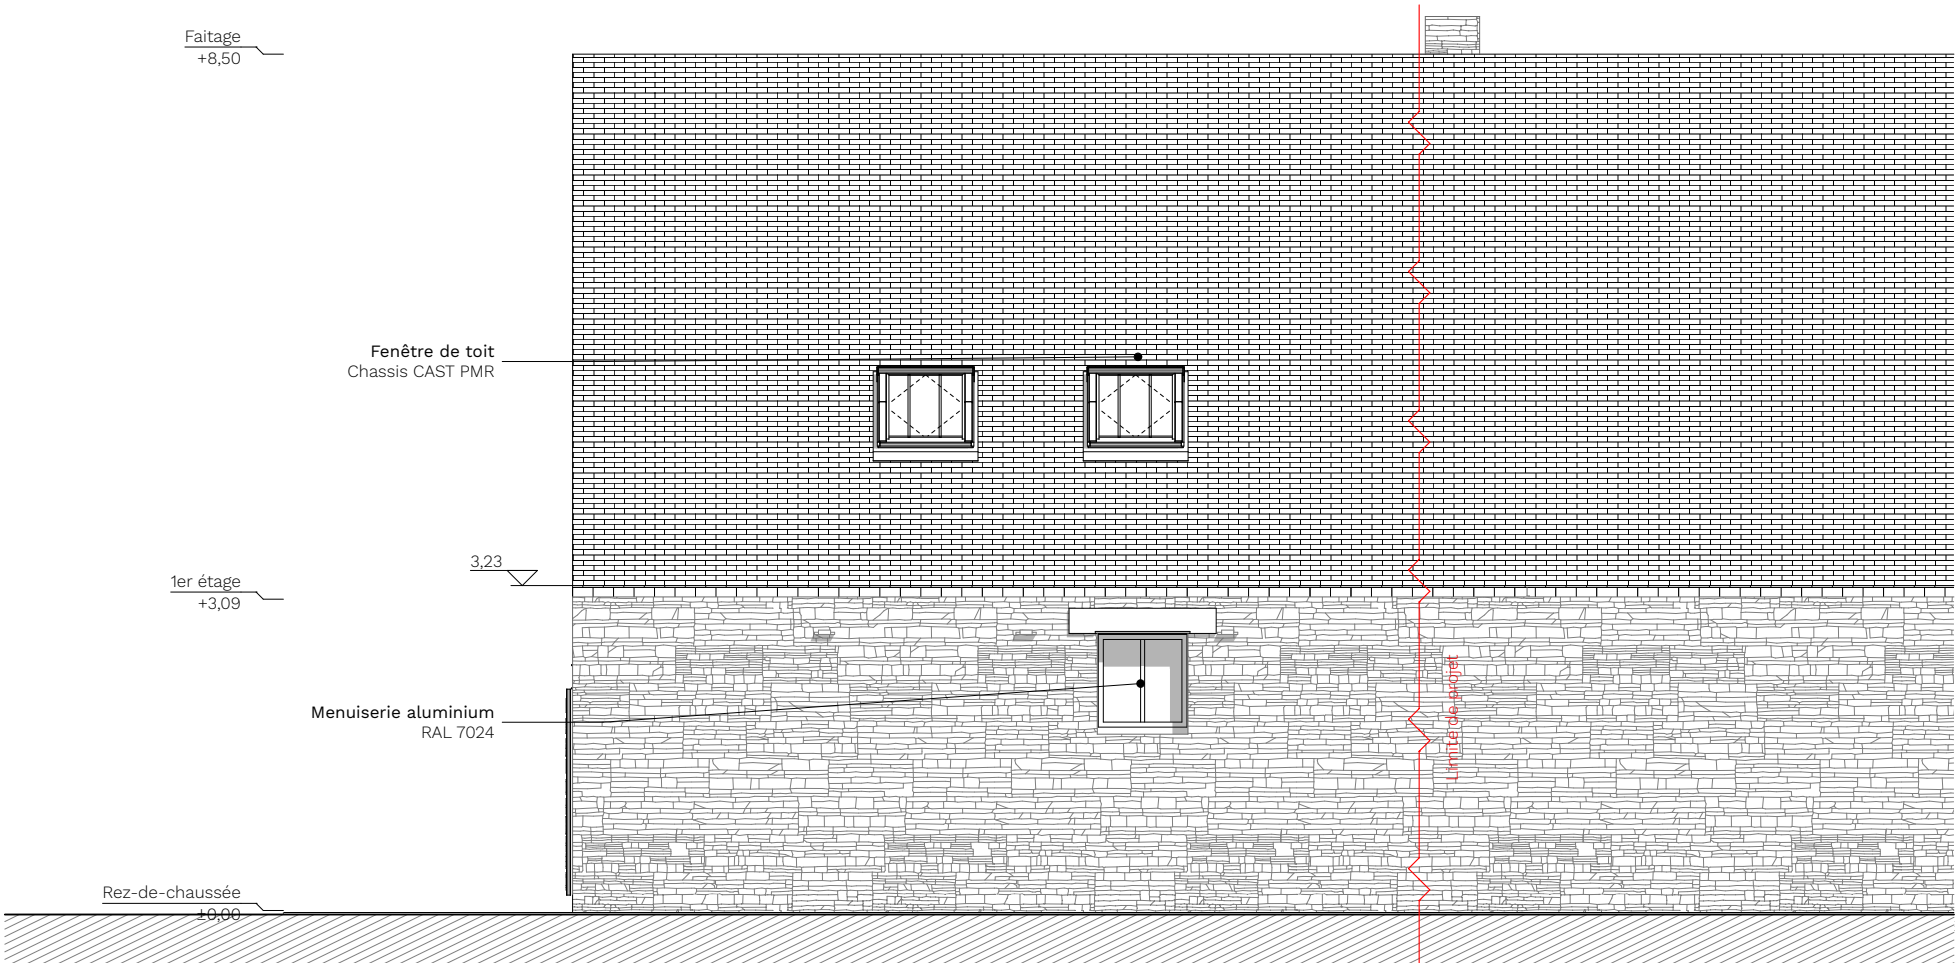 Faitage
+8,50
Fenêtre de toit
Chassis CAST PMR
3,23
1er étage
+3,09
Menuiserie aluminium
RAL 7024
Limite de projet
Rez-de-chaussée
±0,00